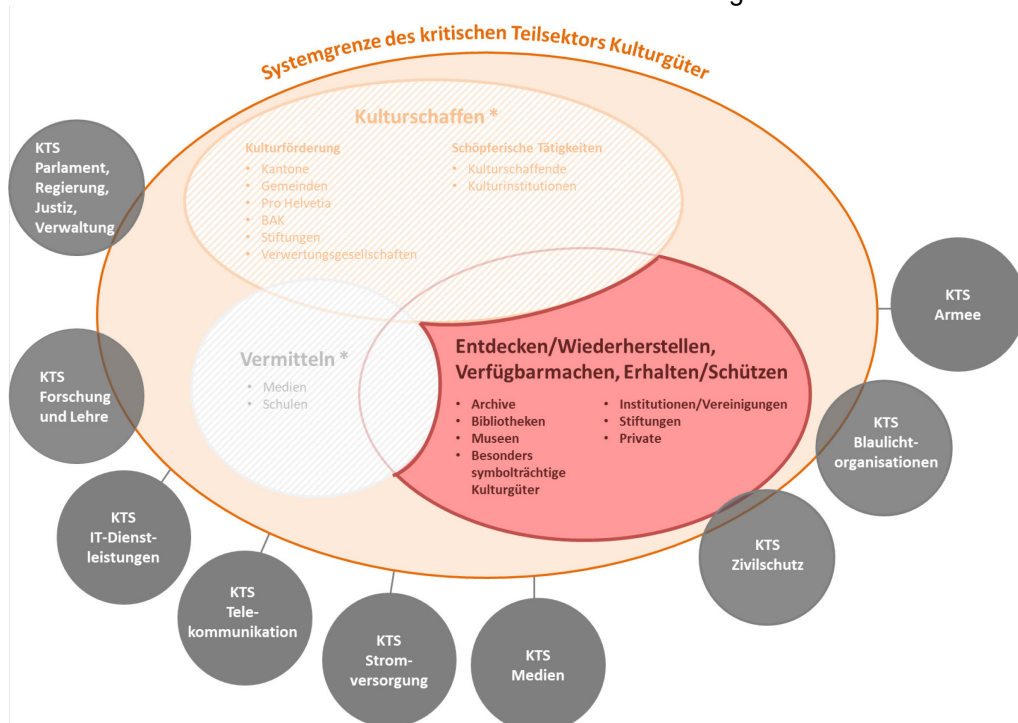 Systemgrenze des kritischen Teilsektors Kulturgüter
Kulturschaffen *
Kulturförderung
• Kantone
• Gemeinden
• Pro Helvetia
• BAK
• Stiftungen
• Verwertungsgesellschaften
Schöpferische Tätigkeiten
• Kulturschaffende
• Kulturinstitutionen
KTS
Parlament,
Regierung,
Justiz,
Verwaltung
KTS
Armee
Vermitteln *
• Medien
• Schulen
Entdecken/Wiederherstellen,
Verfügbarmachen, Erhalten/Schützen
• Archive
• Bibliotheken
• Museen
• Besonders
symbolträchtige
Kulturgüter
• Institutionen/Vereinigungen
• Stiftungen
• Private
KTS
Forschung
und Lehre
KTS
Blaulicht-
organisationen
KTS
IT-Dienst-
leistungen
KTS
Zivilschutz
KTS
Tele-
kommunikation
KTS
Strom-
versorgung
KTS
Medien